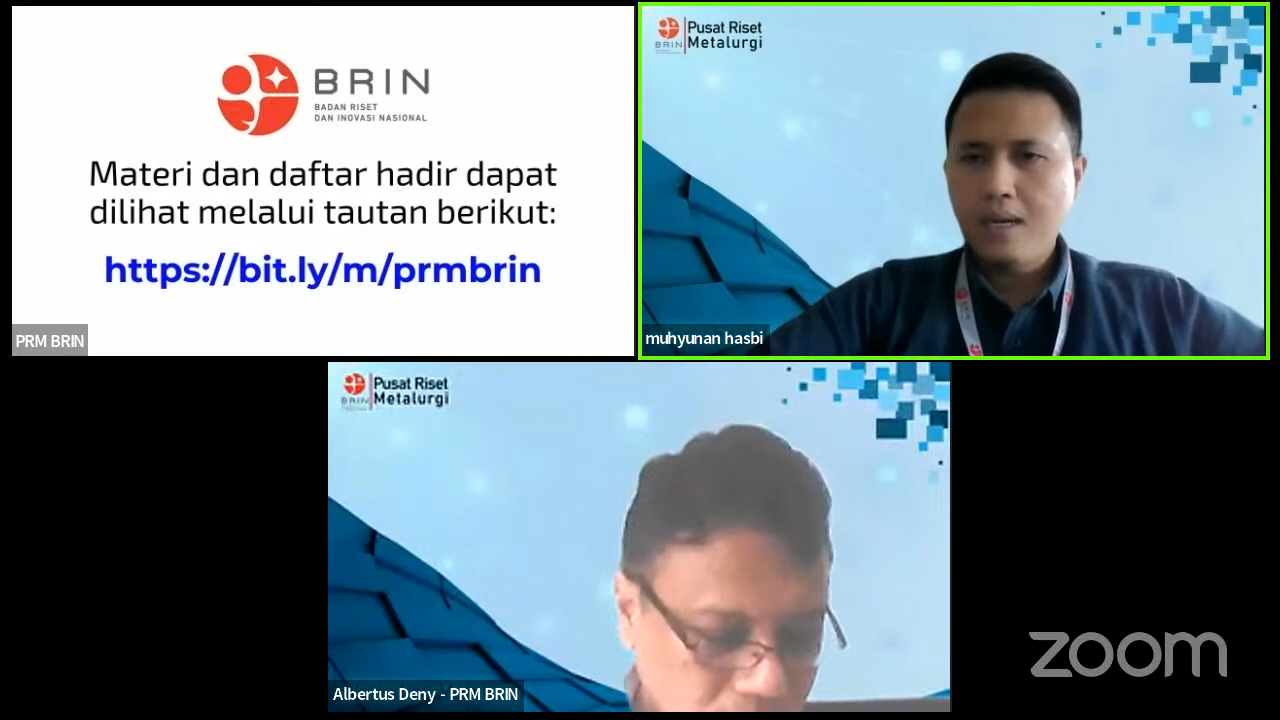 BRIN
BADAN RISET
DAN INOVASI NASIONAL
Materi dan daftar hadir dapat
dilihat melalui tautan berikut:
https://bit.ly/m/prmbrin
PRM BRIN
BRIN
Pusat Riset
Metalurgi
muhyunan hasbi
BRIN
Pusat Riset
Metalurgi
Albertus Deny - PRM BRIN
zoom